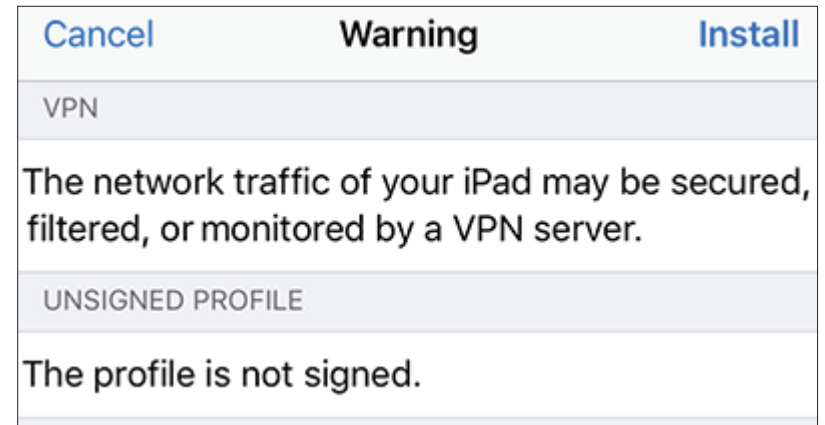 Cancel Warning Install
VPN
The network traffic of your iPad may be secured,
filtered, or monitored by a VPN server.
UNSIGNED PROFILE
The profile is not signed.